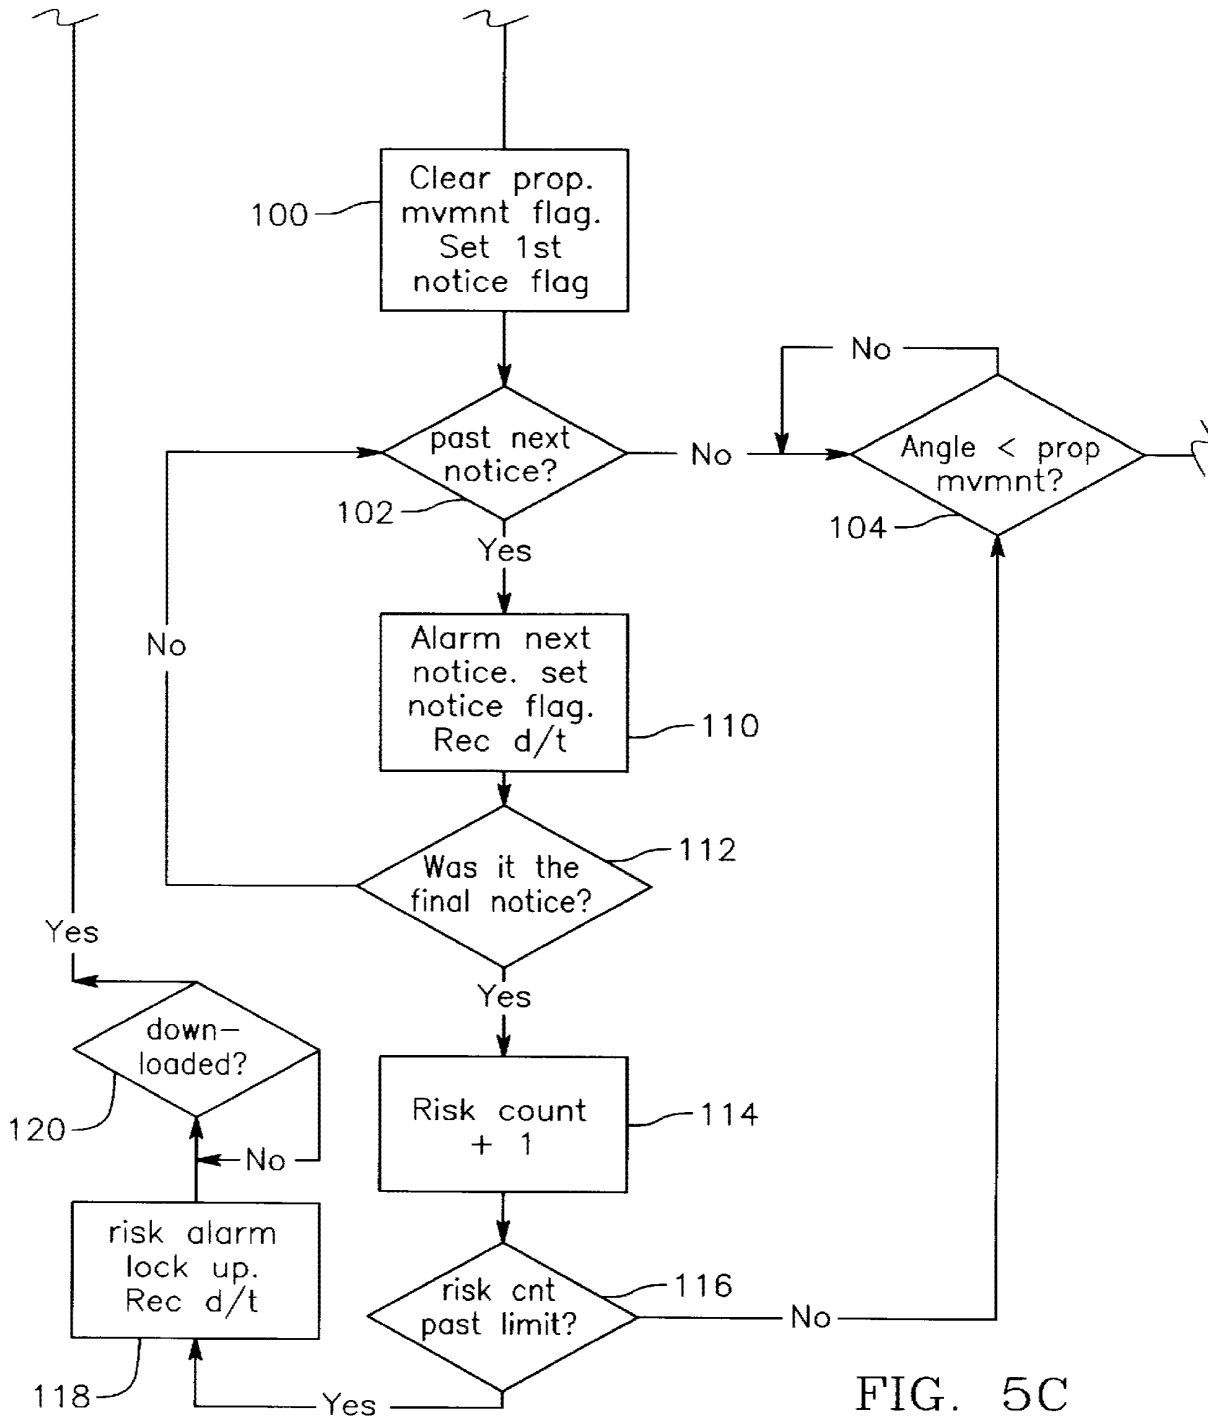 Clear prop.
mvmnt flag.
Set 1st
notice flag
100
No
past next
notice?
102
No
Angle < prop
mvmnt?
104
Yes
No
Alarm next
notice. set
notice flag.
Rec d/t
110
Was it the
final notice?
112
Yes
Yes
down-
loaded?
120
No
Risk count
+ 1
114
risk alarm
lock up.
Rec d/t
118
risk cnt
past limit?
116
No
Yes
FIG. 5C